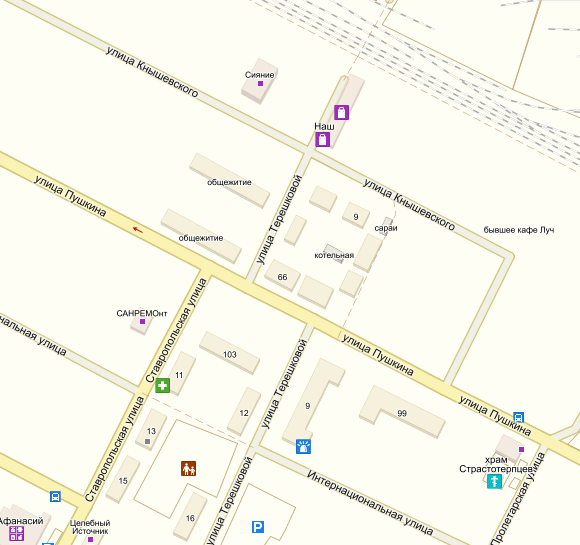 улица Кнышевского
Сияние
Наш
общежитие
улица Терешковой
улица Кнышевского
улица Пушкина
9
сараи
бывшее кафе Луч
общежитие
котельная
66
САНРЕМОнт
Ставропольская улица
нальная улица
103
улица Терешковой
улица Пушкина
11
9
12
99
улица Пушкина
13
Ставропольская улица
храм
Страстотерпцев
15
улица Терешковой
Интернациональная улица
Пролетарская улица
16
Афанасий
Целебный
Источник
P